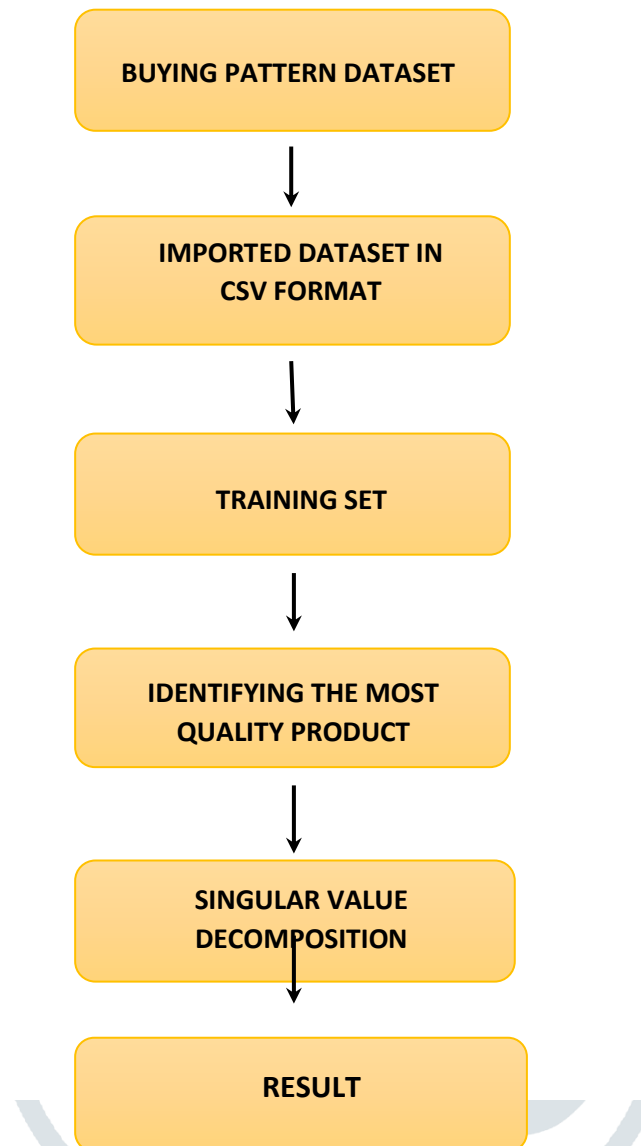 BUYING PATTERN DATASET
IMPORTED DATASET IN
CSV FORMAT
TRAINING SET
IDENTIFYING THE MOST
QUALITY PRODUCT
SINGULAR VALUE
DECOMPOSITION
RESULT